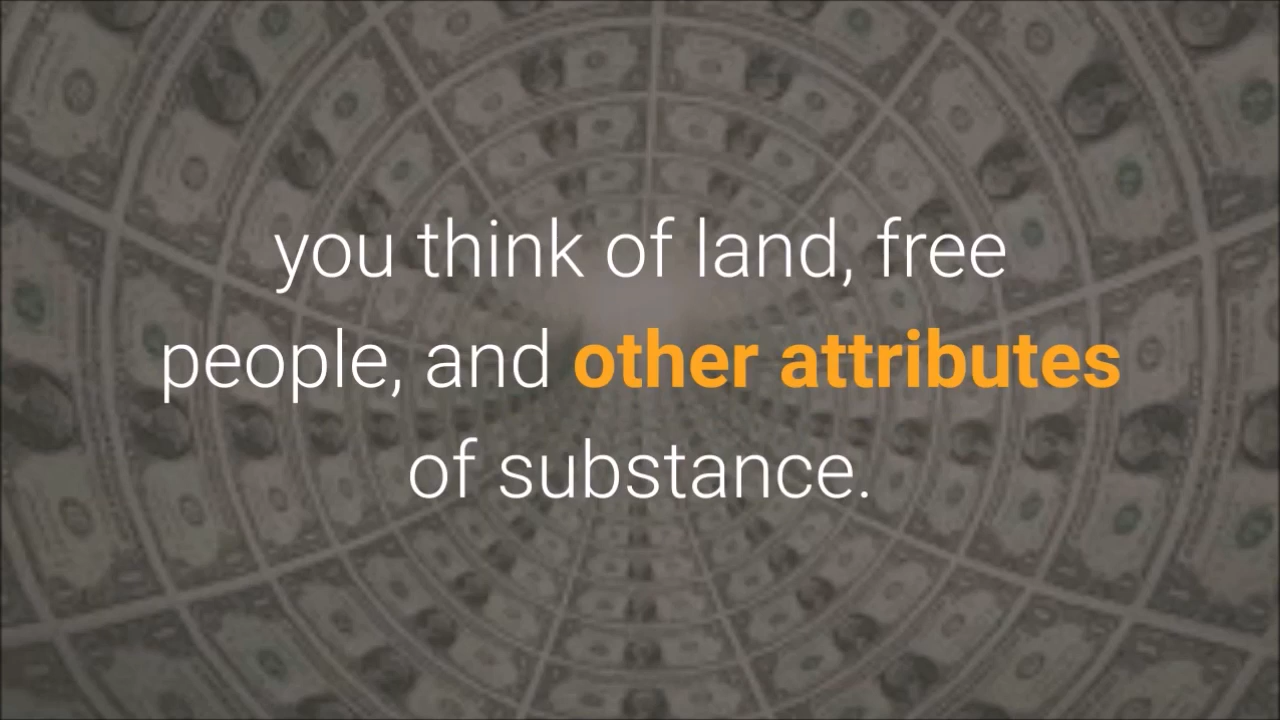 you think of land, free
people, and other attributes
of substance.